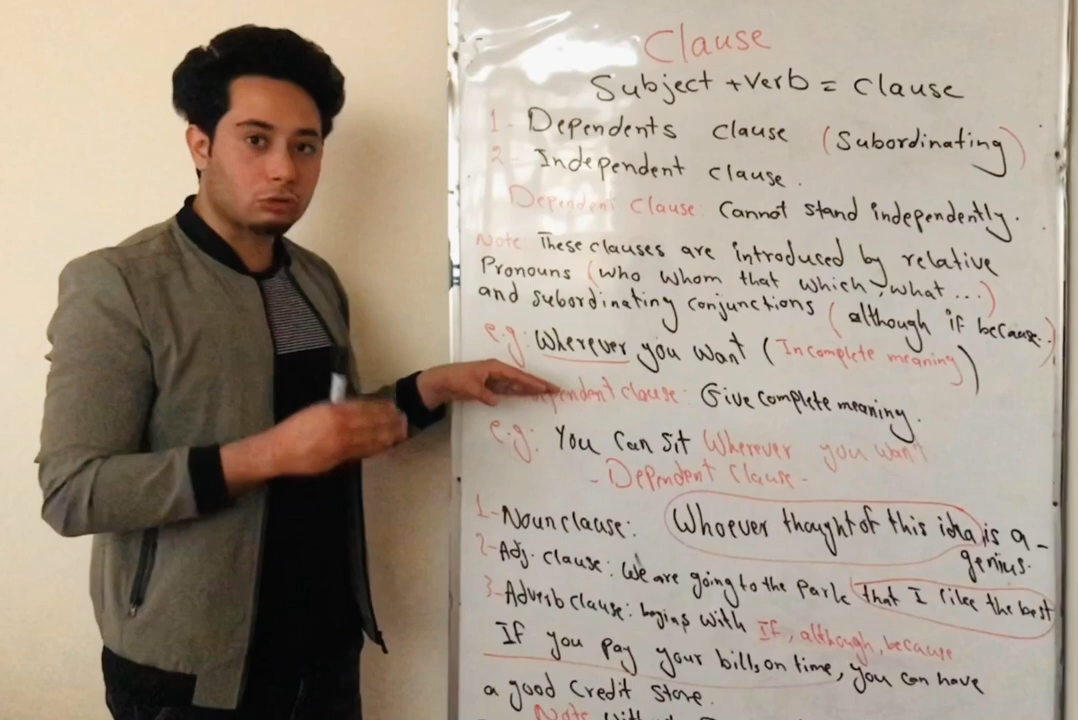 Clause
Subject + Verb = Clause
1- Dependents clause (Subordinating)
2- Independent clause.
Dependent Clause: Cannot stand independently.
Note: These clauses are introduced by relative
Pronouns (who whom that which, what ...)
and subordinating conjunctions (although if because..)
e.g: Wherever you want (Incomplete meaning)
clause: Give complete meaning.
e.g: You Can sit Wherever you want
- Dependent Clause -
1- Noun clause: Whoever thought of this idea is a -
genius.
2- Adj. clause: We are going to the Park that I like the best
3- Adverb clause: begins with If, although, because
If you pay your bills on time, you can have
a good Credit store.
Note